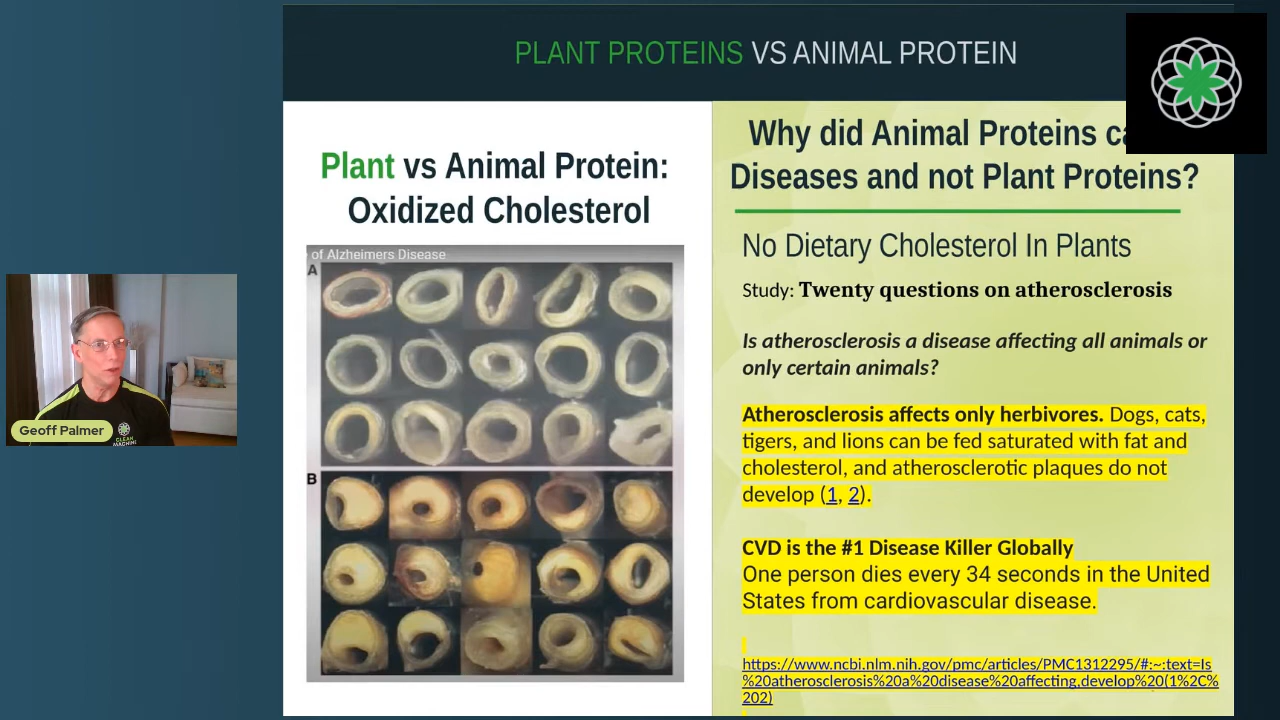 PLANT PROTEINS VS ANIMAL PROTEIN
Plant vs Animal Protein:
Oxidized Cholesterol
of Alzheimers Disease
A
B
Geoff Palmer
CLEAN
MACHINE
Why did Animal Proteins
Diseases and not Plant Proteins?
No Dietary Cholesterol In Plants
Study: Twenty questions on atherosclerosis
Is atherosclerosis a disease affecting all animals or
only certain animals?
Atherosclerosis affects only herbivores. Dogs, cats,
tigers, and lions can be fed saturated with fat and
cholesterol, and atherosclerotic plaques do not
develop (1, 2).
CVD is the #1 Disease Killer Globally
One person dies every 34 seconds in the United
States from cardiovascular disease.
https://www.ncbi.nlm.nih.gov/pmc/articles/PMC1312295/#:~:text=Is
%20atherosclerosis%20a%20disease%20affecting,develop%20(1%2C%
202)